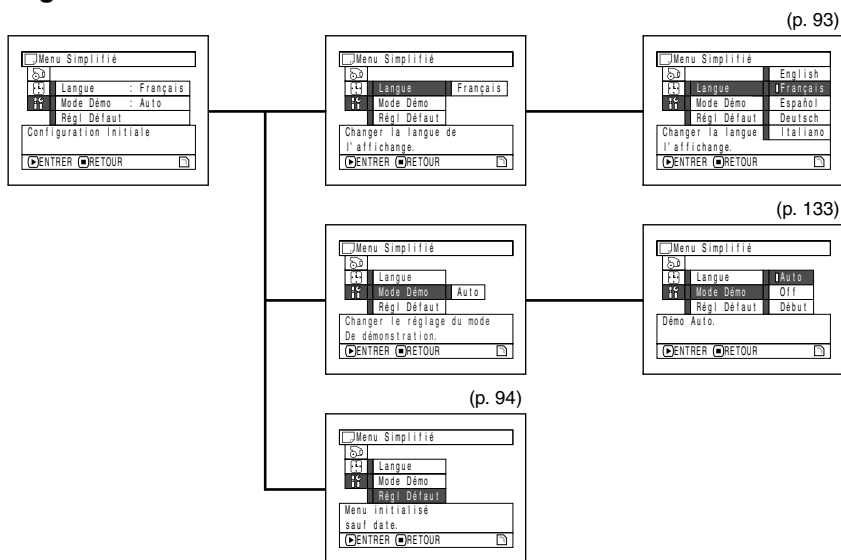 (p. 93)
Menu Simplifié
Langue : Français
Mode Démo : Auto
Régl Défaut
Configuration Initiale
ENTRER RETOUR
Menu Simplifié
Langue Français
Mode Démo
Régl Défaut
Changer la langue de
l'affichange.
ENTRER RETOUR
Menu Simplifié
English
Langue Français
Mode Démo Español
Régl Défaut Deutsch
Changer la langue Italiano
l'affichange.
ENTRER RETOUR
(p. 133)
Menu Simplifié
Langue
Mode Démo Auto
Régl Défaut
Changer le réglage du mode
De démonstration.
ENTRER RETOUR
Menu Simplifié
Langue Auto
Mode Démo Off
Régl Défaut Début
Démo Auto.
ENTRER RETOUR
(p. 94)
Menu Simplifié
Langue
Mode Démo
Régl Défaut
Menu initialisé
sauf date.
ENTRER RETOUR